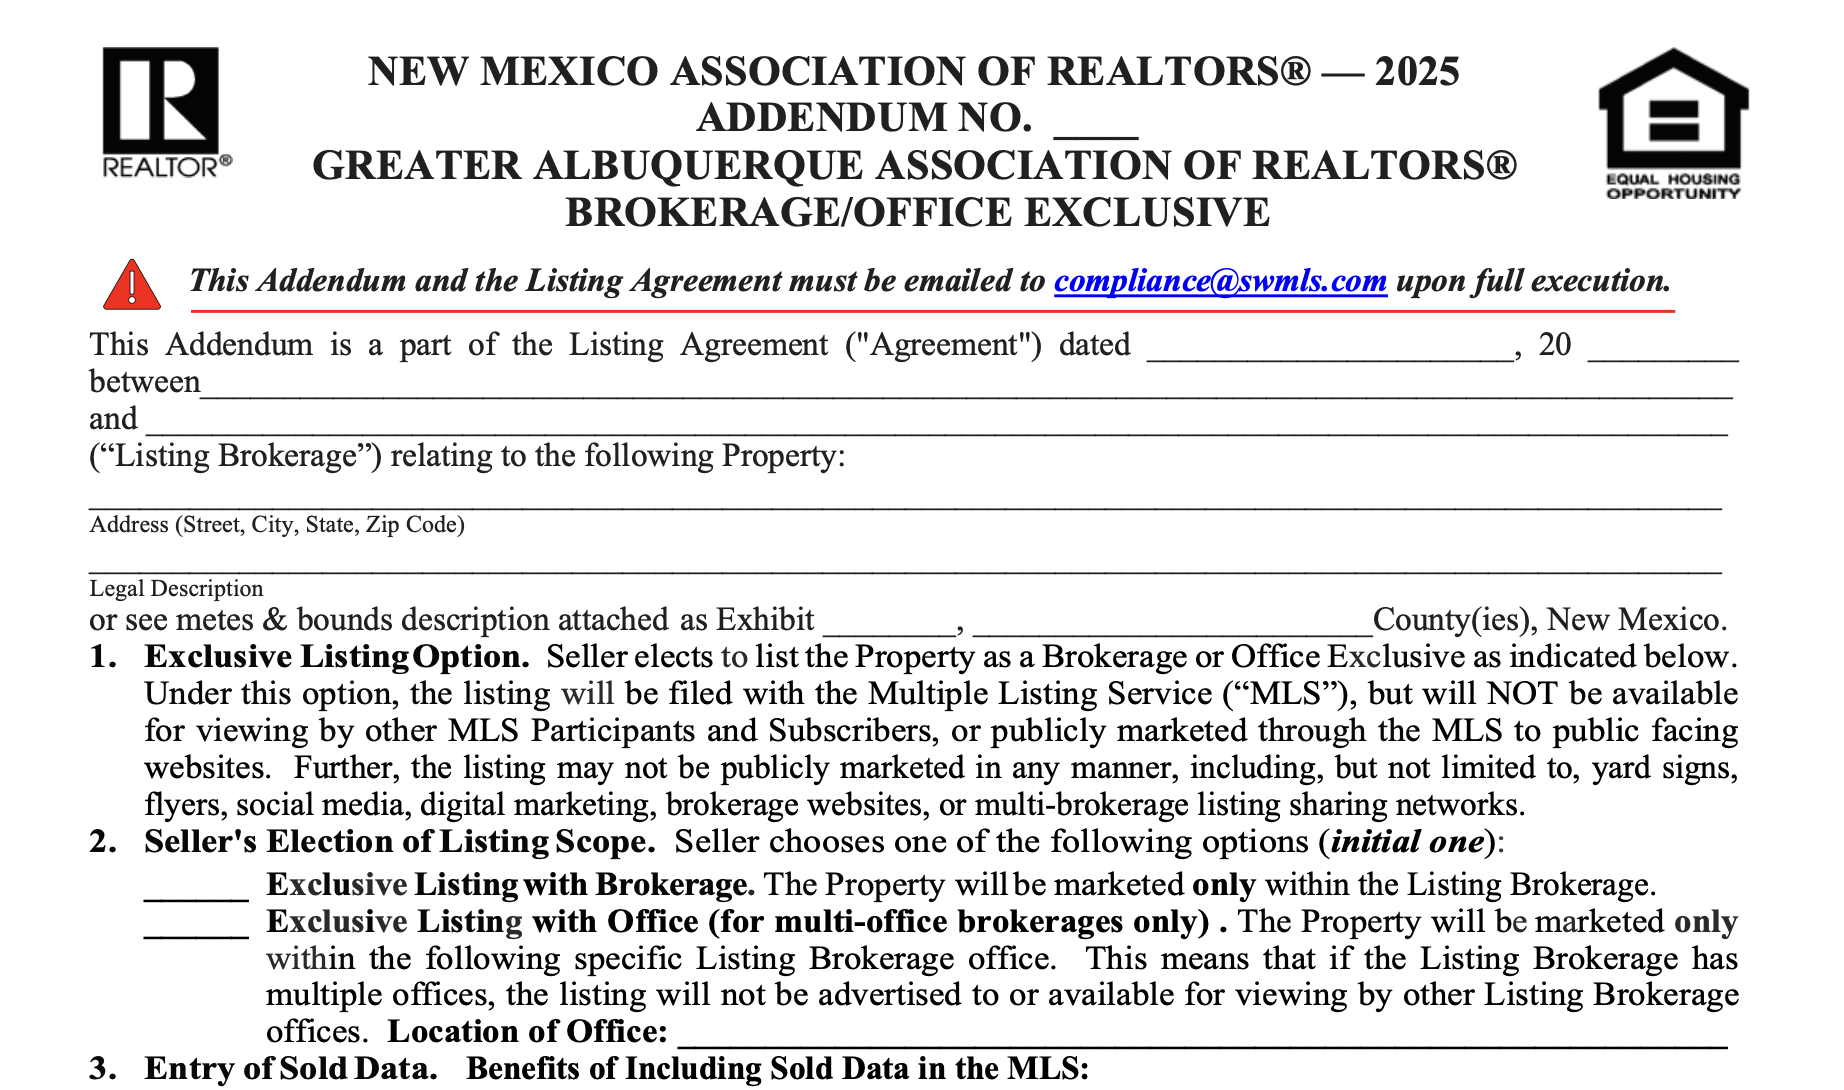 NEW MEXICO ASSOCIATION OF REALTORS® — 2025
ADDENDUM NO. ____
GREATER ALBUQUERQUE ASSOCIATION OF REALTORS®
BROKERAGE/OFFICE EXCLUSIVE
REALTOR®
EQUAL HOUSING
OPPORTUNITY
This Addendum and the Listing Agreement must be emailed to compliance@swmls.com upon full execution.
This Addendum is a part of the Listing Agreement ("Agreement") dated ______________________, 20 _________
between____________________________________________________________
and ____________________________________________________________
(“Listing Brokerage”) relating to the following Property:
____________________________________________________________
Address (Street, City, State, Zip Code)
____________________________________________________________
Legal Description
or see metes & bounds description attached as Exhibit ________, ________________________County(ies), New Mexico.
1. Exclusive Listing Option. Seller elects to list the Property as a Brokerage or Office Exclusive as indicated below.
Under this option, the listing will be filed with the Multiple Listing Service (“MLS”), but will NOT be available
for viewing by other MLS Participants and Subscribers, or publicly marketed through the MLS to public facing
websites. Further, the listing may not be publicly marketed in any manner, including, but not limited to, yard signs,
flyers, social media, digital marketing, brokerage websites, or multi-brokerage listing sharing networks.
2. Seller's Election of Listing Scope. Seller chooses one of the following options (initial one):
______ Exclusive Listing with Brokerage. The Property will be marketed only within the Listing Brokerage.
______ Exclusive Listing with Office (for multi-office brokerages only) . The Property will be marketed only
within the following specific Listing Brokerage office. This means that if the Listing Brokerage has
multiple offices, the listing will not be advertised to or available for viewing by other Listing Brokerage
offices. Location of Office: ____________________________________________________________
3. Entry of Sold Data. Benefits of Including Sold Data in the MLS: